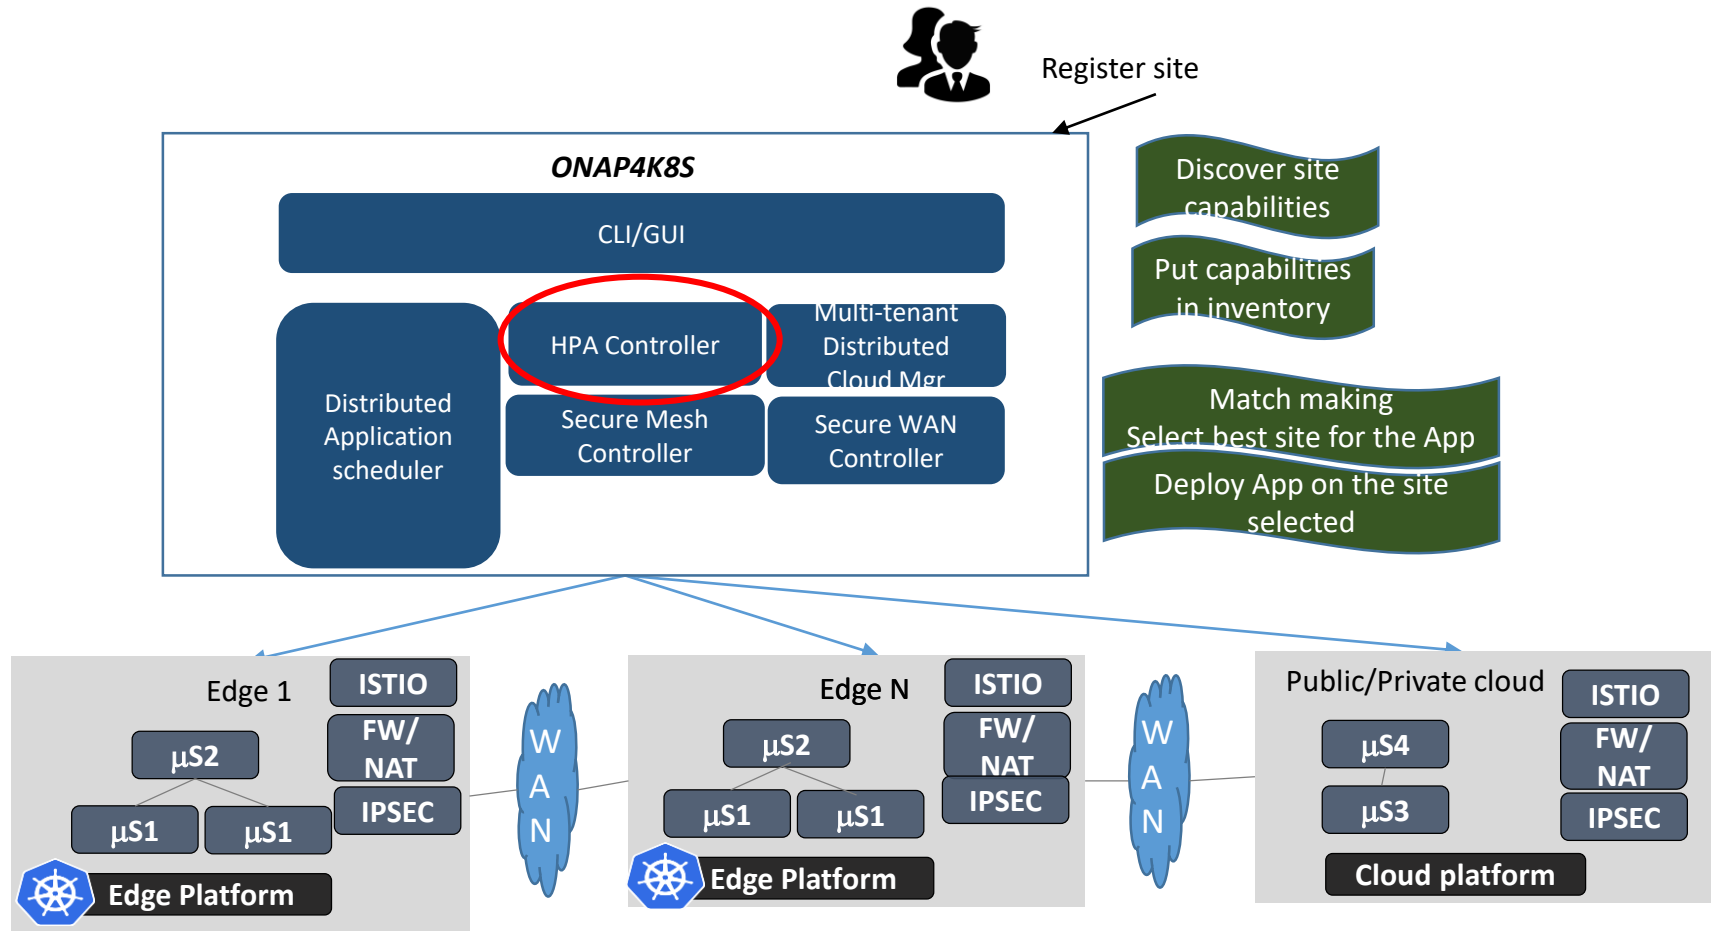 Register site
ONAP4K8S
CLI/GUI
Distributed
Application
scheduler
HPA Controller
Multi-tenant
Distributed
Cloud Mgr
Secure Mesh
Controller
Secure WAN
Controller
Discover site
capabilities
Put capabilities
in inventory
Match making
Select best site for the App
Deploy App on the site
selected
Edge 1
ISTIO
FW/
NAT
IPSEC
μS2
μS1
μS1
Edge Platform
W
A
N
Edge N
ISTIO
FW/
NAT
IPSEC
μS2
μS1
μS1
Edge Platform
W
A
N
Public/Private cloud
ISTIO
FW/
NAT
IPSEC
μS4
μS3
Cloud platform